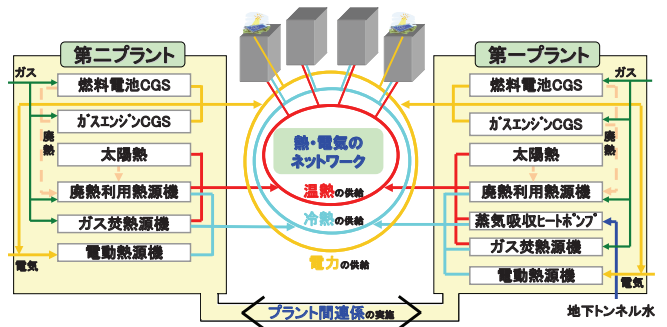 第二プラント
ガス
燃料電池CGS
ガスエンジンCGS
廃熱
太陽熱
廃熱利用熱源機
ガス焚熱源機
電動熱源機
電気
熱・電気の
ネットワーク
温熱の供給
冷熱の供給
電力の供給
プラント間連係の実施
第一プラント
ガス
燃料電池CGS
ガスエンジンCGS
廃熱
太陽熱
廃熱利用熱源機
蒸気吸収ヒートポンプ
ガス焚熱源機
電動熱源機
電気
地下トンネル水